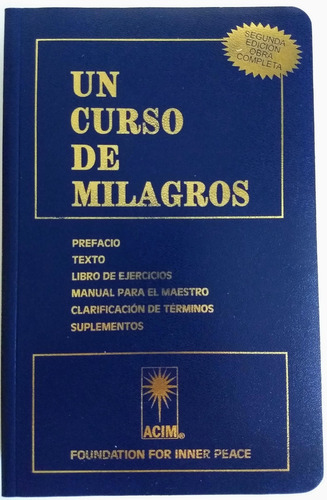 SEGUNDA
EDICIÓN
OBRA
COMPLETA
UN
CURSO
DE
MILAGROS
PREFACIO
TEXTO
LIBRO DE EJERCICIOS
MANUAL PARA EL MAESTRO
CLARIFICACIÓN DE TÉRMINOS
SUPLEMENTOS
ACIM®
FOUNDATION FOR INNER PEACE